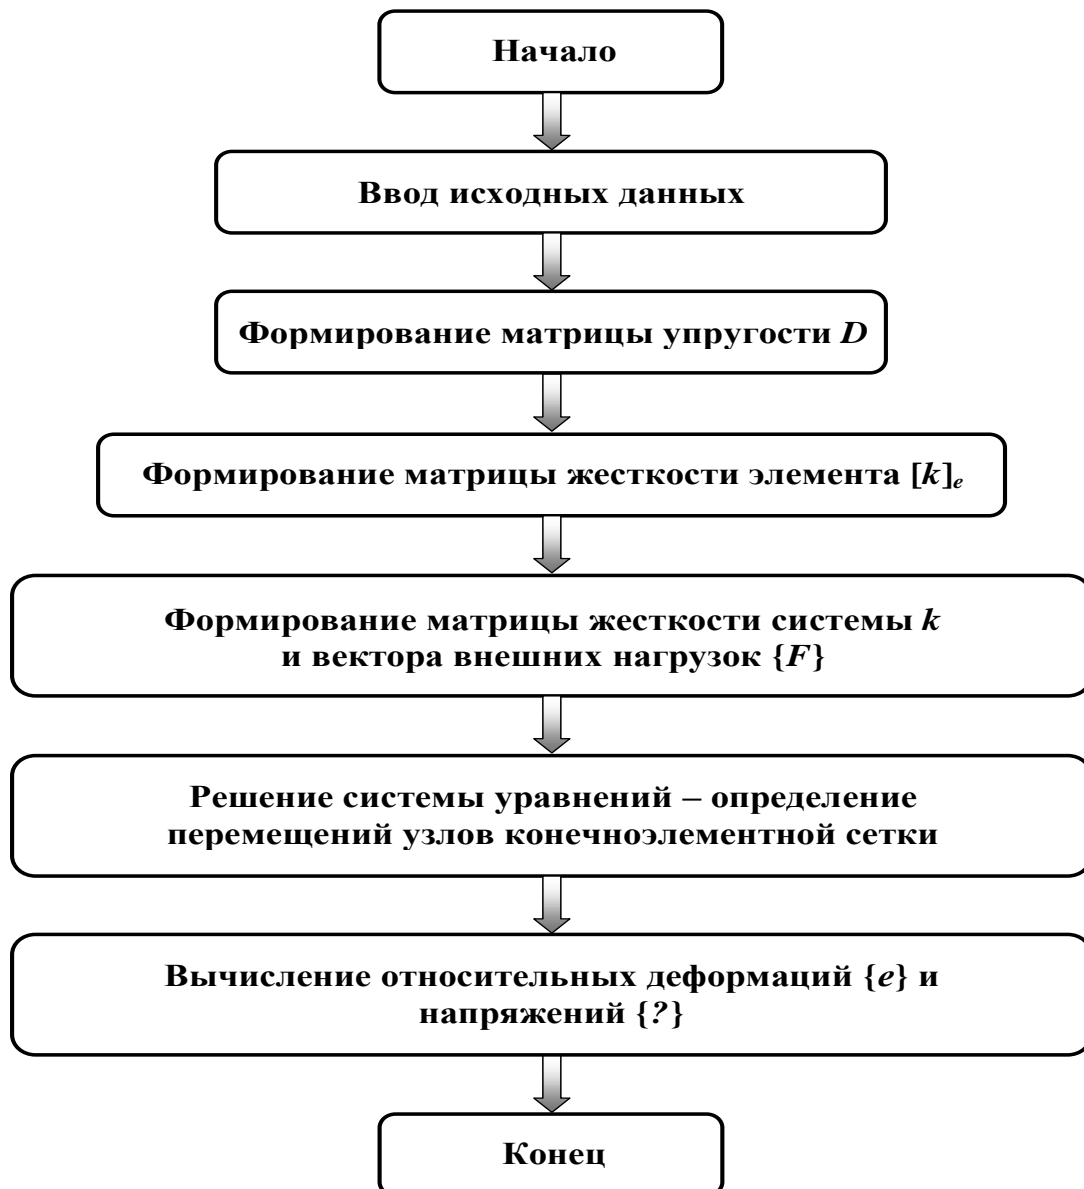 Начало
Ввод исходных данных
Формирование матрицы упругости D
Формирование матрицы жесткости элемента [k]e
Формирование матрицы жесткости системы k
и вектора внешних нагрузок {F}
Решение системы уравнений – определение
перемещений узлов конечноэлементной сетки
Вычисление относительных деформаций {e} и
напряжений {?}
Конец